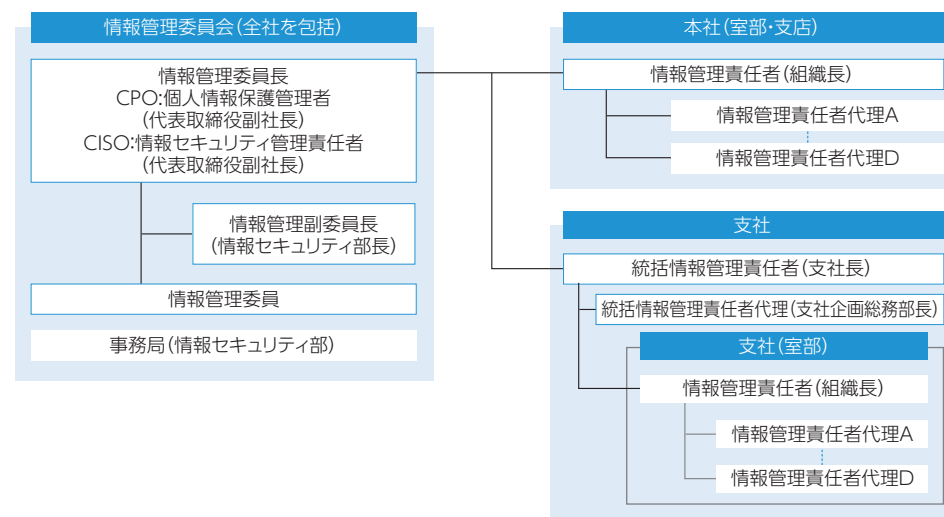 情報管理委員会(全社を包括)
情報管理委員長
CPO:個人情報保護管理者
(代表取締役副社長)
CISO:情報セキュリティ管理責任者
(代表取締役副社長)
情報管理副委員長
(情報セキュリティ部長)
情報管理委員
事務局(情報セキュリティ部)
本社(室部・支店)
情報管理責任者(組織長)
情報管理責任者代理A
情報管理責任者代理D
支社
統括情報管理責任者(支社長)
統括情報管理責任者代理(支社企画総務部長)
支社(室部)
情報管理責任者(組織長)
情報管理責任者代理A
情報管理責任者代理D